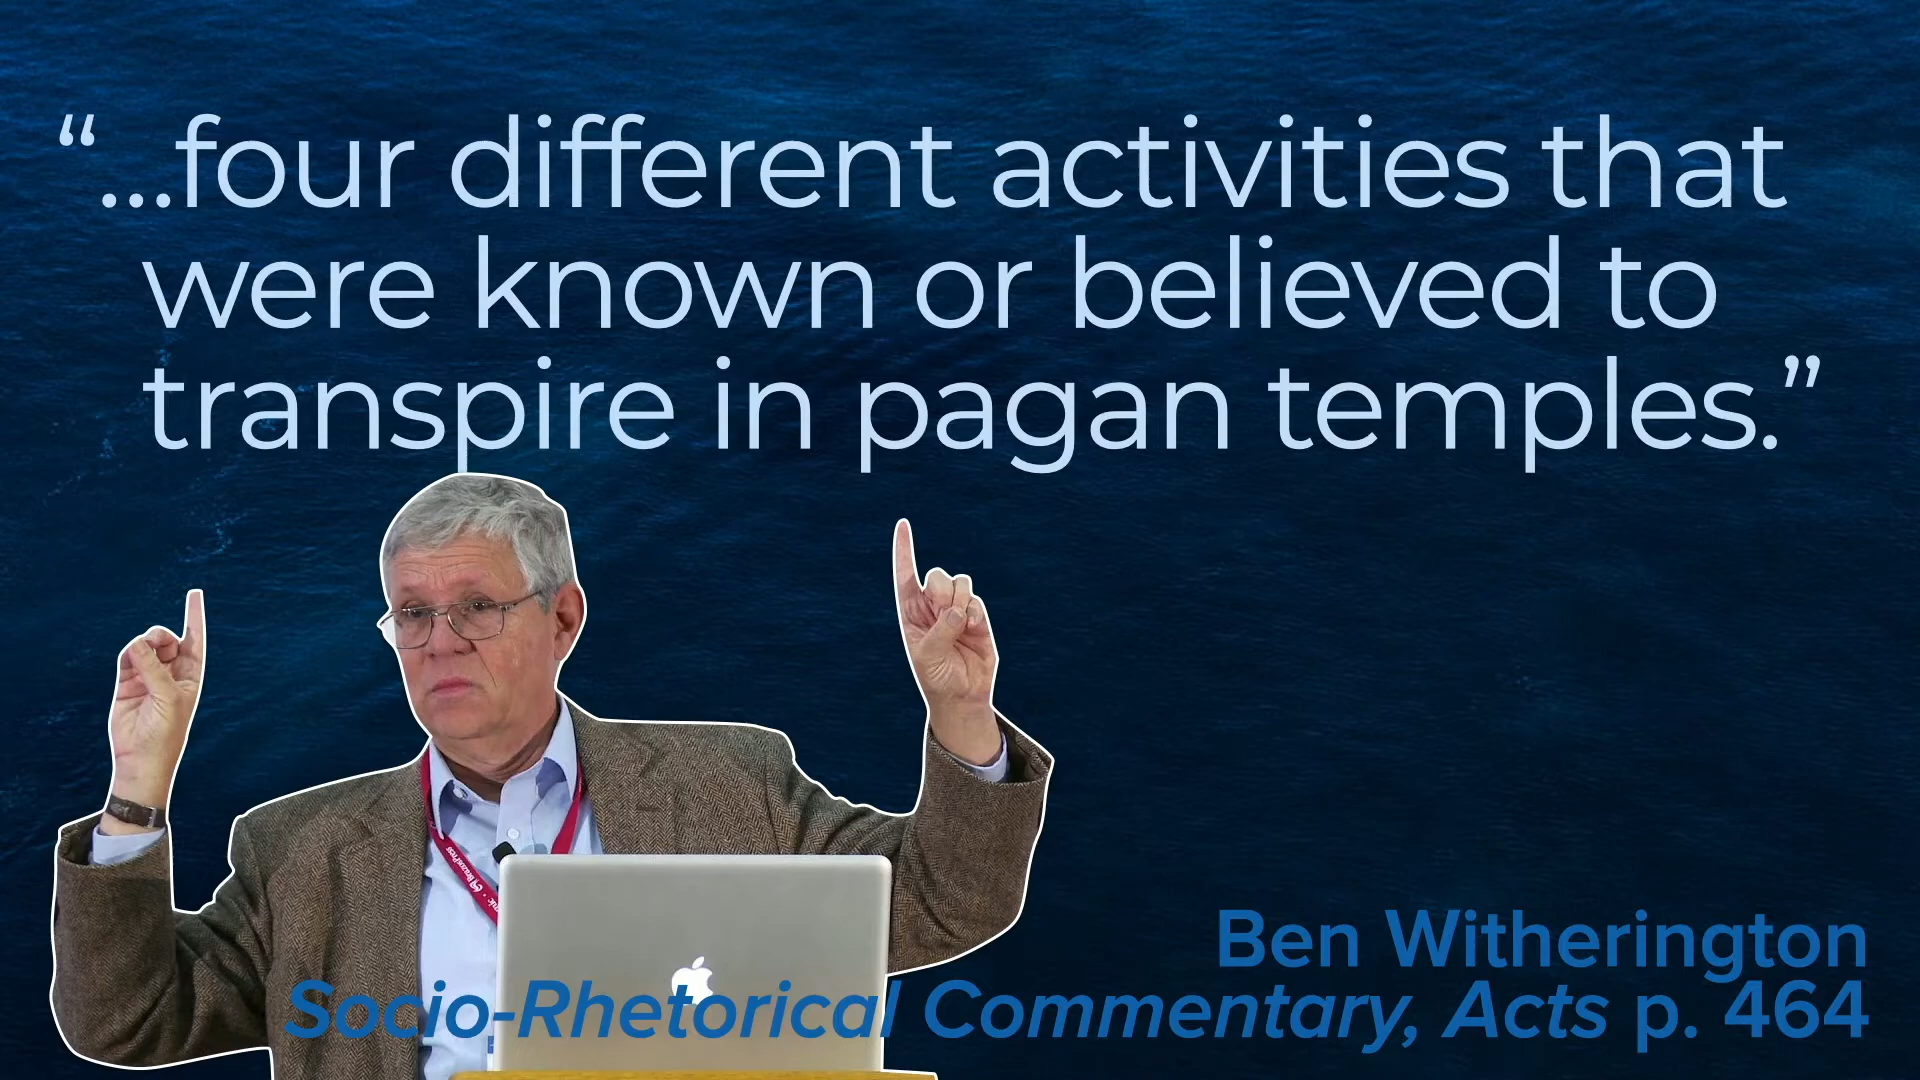 “...four different activities that
were known or believed to
transpire in pagan temples.”
BrazosPress
Ben Witherington
Socio-Rhetorical Commentary, Acts p. 464